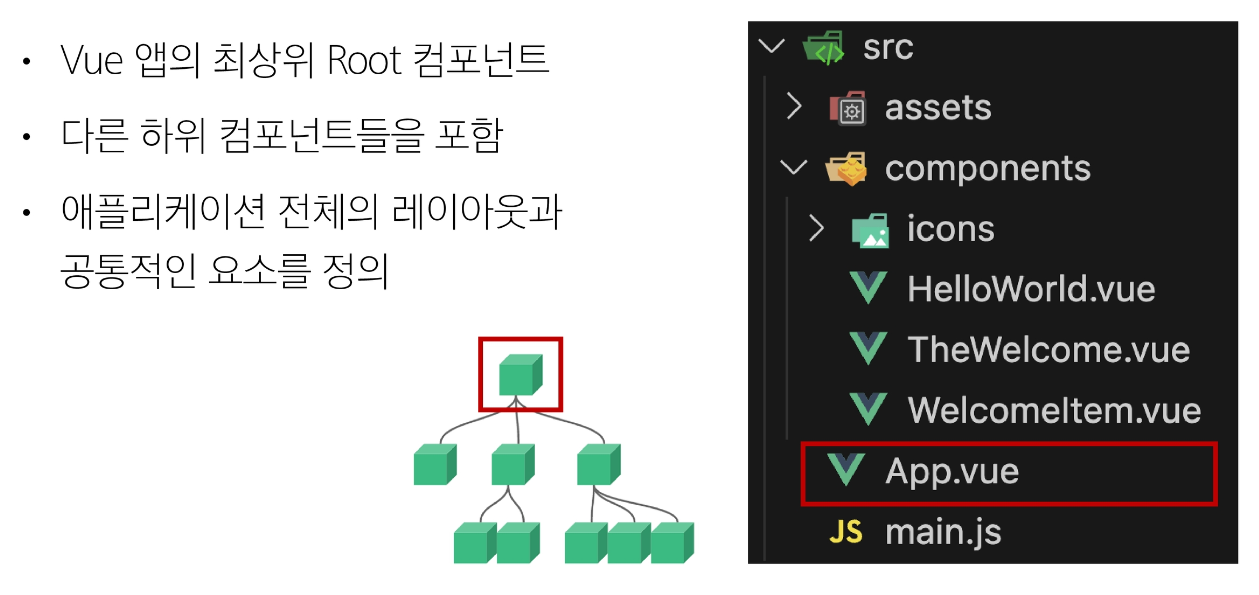 • Vue 앱의 최상위 Root 컴포넌트
• 다른 하위 컴포넌트들을 포함
• 애플리케이션 전체의 레이아웃과
공통적인 요소를 정의
src
assets
components
icons
HelloWorld.vue
TheWelcome.vue
WelcomeItem.vue
App.vue
JS main.js